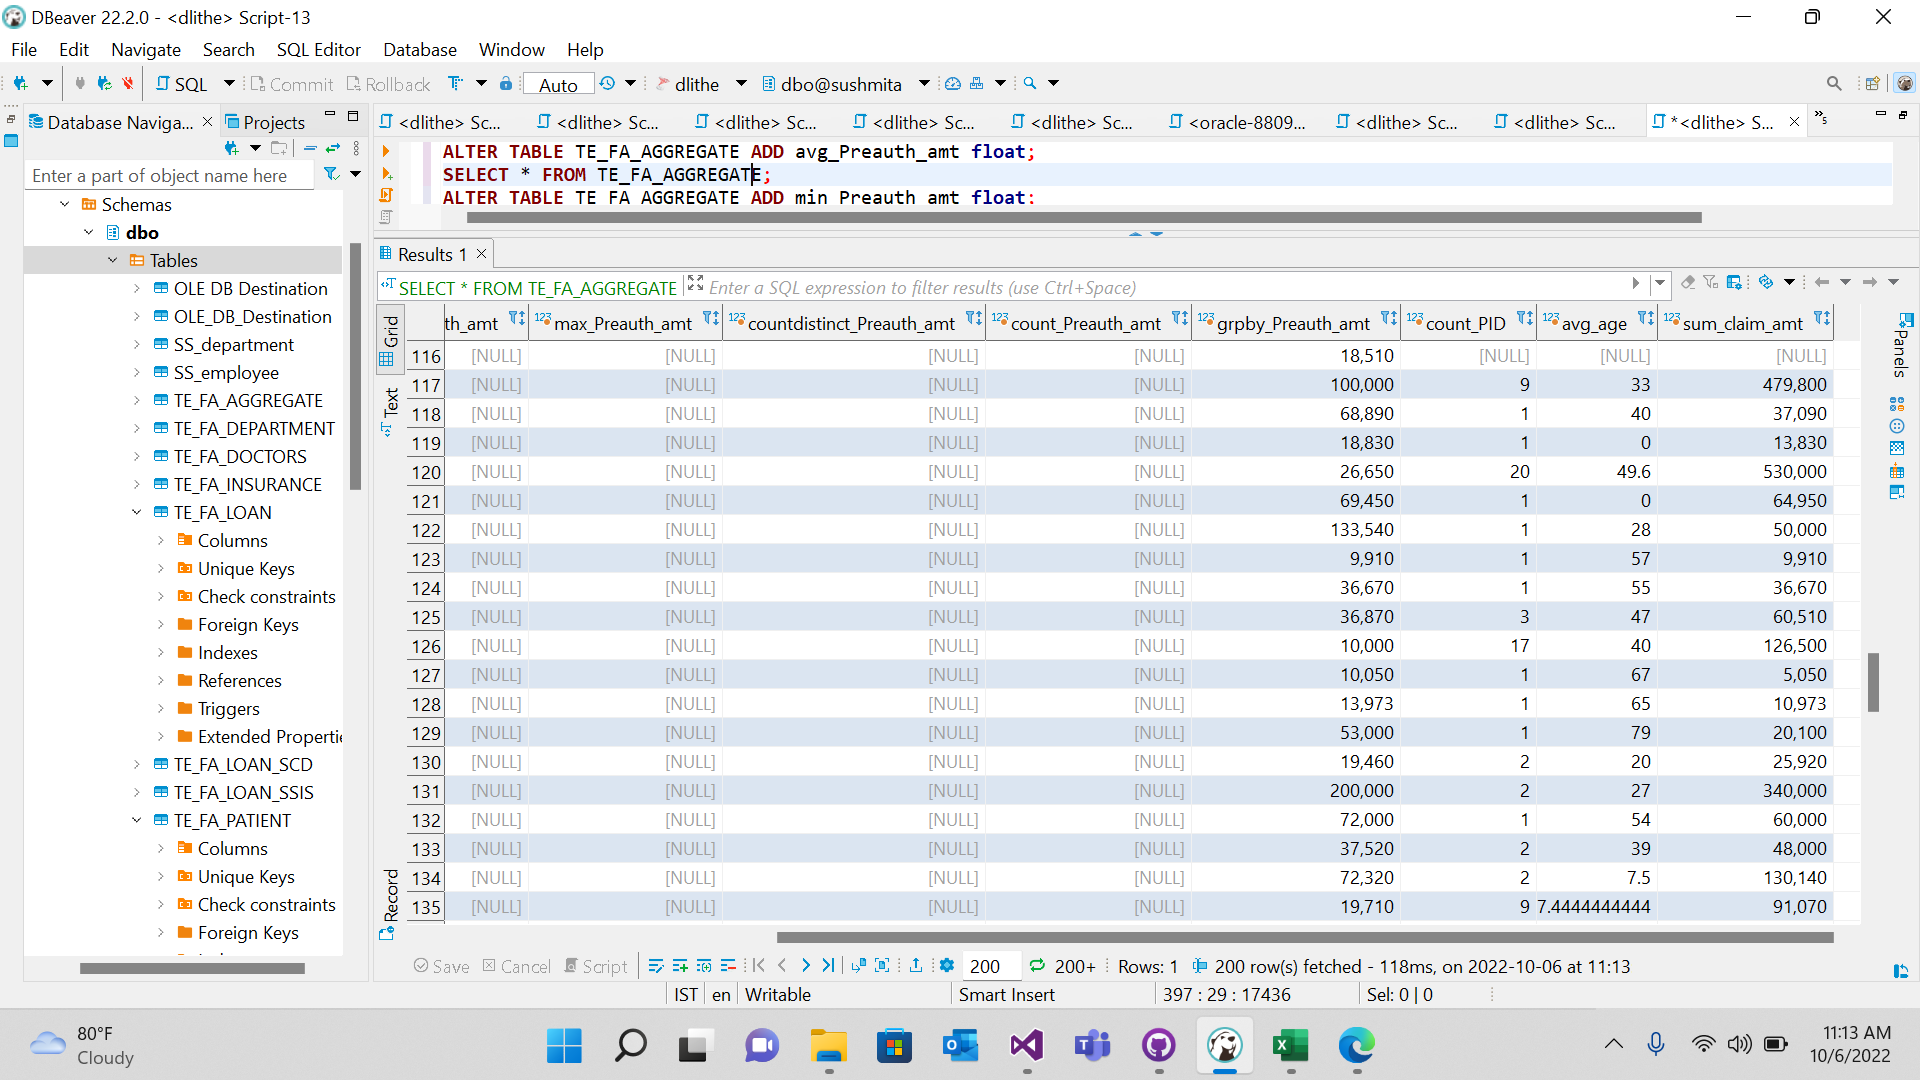 DBeaver 22.2.0 - <dlithe> Script-13
File Edit Navigate Search SQL Editor Database Window Help
SQL Commit Rollback Auto dlithe dbo@sushmita
Database Naviga... Projects
<dlithe> Sc... <dlithe> Sc... <dlithe> Sc... <dlithe> Sc... <dlithe> Sc... <oracle-8809... <dlithe> Sc... <dlithe> Sc... *<dlithe> S... »5
Enter a part of object name here
ALTER TABLE TE_FA_AGGREGATE ADD avg_Preauth_amt float;
SELECT * FROM TE_FA_AGGREGATE;
ALTER TABLE TE_FA_AGGREGATE ADD min_Preauth_amt float;
Schemas
dbo
Tables
OLE DB Destination
OLE_DB_Destination
SS_department
SS_employee
TE_FA_AGGREGATE
TE_FA_DEPARTMENT
TE_FA_DOCTORS
TE_FA_INSURANCE
TE_FA_LOAN
Columns
Unique Keys
Check constraints
Foreign Keys
Indexes
References
Triggers
Extended Properti
TE_FA_LOAN_SCD
TE_FA_LOAN_SSIS
TE_FA_PATIENT
Columns
Unique Keys
Check constraints
Foreign Keys
Results 1
SELECT * FROM TE_FA_AGGREGATE Enter a SQL expression to filter results (use Ctrl+Space)
Grid
Text
Record
Panels
th_amt 123 max_Preauth_amt 123 countdistinct_Preauth_amt 123 count_Preauth_amt 123 grpby_Preauth_amt 123 count_PID 123 avg_age 123 sum_claim_amt
116 [NULL] [NULL] [NULL] [NULL] 18,510 [NULL] [NULL] [NULL]
117 [NULL] [NULL] [NULL] [NULL] 100,000 9 33 479,800
118 [NULL] [NULL] [NULL] [NULL] 68,890 1 40 37,090
119 [NULL] [NULL] [NULL] [NULL] 18,830 1 0 13,830
120 [NULL] [NULL] [NULL] [NULL] 26,650 20 49.6 530,000
121 [NULL] [NULL] [NULL] [NULL] 69,450 1 0 64,950
122 [NULL] [NULL] [NULL] [NULL] 133,540 1 28 50,000
123 [NULL] [NULL] [NULL] [NULL] 9,910 1 57 9,910
124 [NULL] [NULL] [NULL] [NULL] 36,670 1 55 36,670
125 [NULL] [NULL] [NULL] [NULL] 36,870 3 47 60,510
126 [NULL] [NULL] [NULL] [NULL] 10,000 17 40 126,500
127 [NULL] [NULL] [NULL] [NULL] 10,050 1 67 5,050
128 [NULL] [NULL] [NULL] [NULL] 13,973 1 65 10,973
129 [NULL] [NULL] [NULL] [NULL] 53,000 1 79 20,100
130 [NULL] [NULL] [NULL] [NULL] 19,460 2 20 25,920
131 [NULL] [NULL] [NULL] [NULL] 200,000 2 27 340,000
132 [NULL] [NULL] [NULL] [NULL] 72,000 1 54 60,000
133 [NULL] [NULL] [NULL] [NULL] 37,520 2 39 48,000
134 [NULL] [NULL] [NULL] [NULL] 72,320 2 7.5 130,140
135 [NULL] [NULL] [NULL] [NULL] 19,710 9 7.4444444444 91,070
Save Cancel Script 200 200+ Rows: 1 200 row(s) fetched - 118ms, on 2022-10-06 at 11:13
IST en Writable Smart Insert 397 : 29 : 17436 Sel: 0 | 0
80°F
Cloudy
11:13 AM
10/6/2022